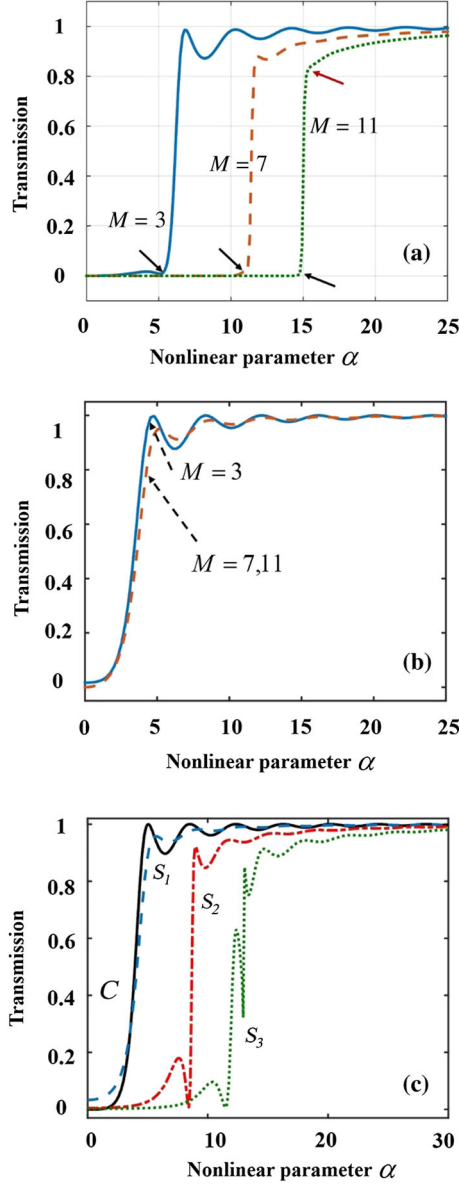 1
0.8
0.6
0.4
0.2
0
Transmission
M = 3
M = 7
M = 11
(a)
0 5 10 15 20 25
Nonlinear parameter α
1
0.8
0.6
0.4
0.2
0
Transmission
M = 3
M = 7,11
(b)
0 5 10 15 20 25
Nonlinear parameter α
1
0.8
0.6
0.4
0.2
0
Transmission
C
S₁
S₂
S₃
(c)
0 10 20 30
Nonlinear parameter α